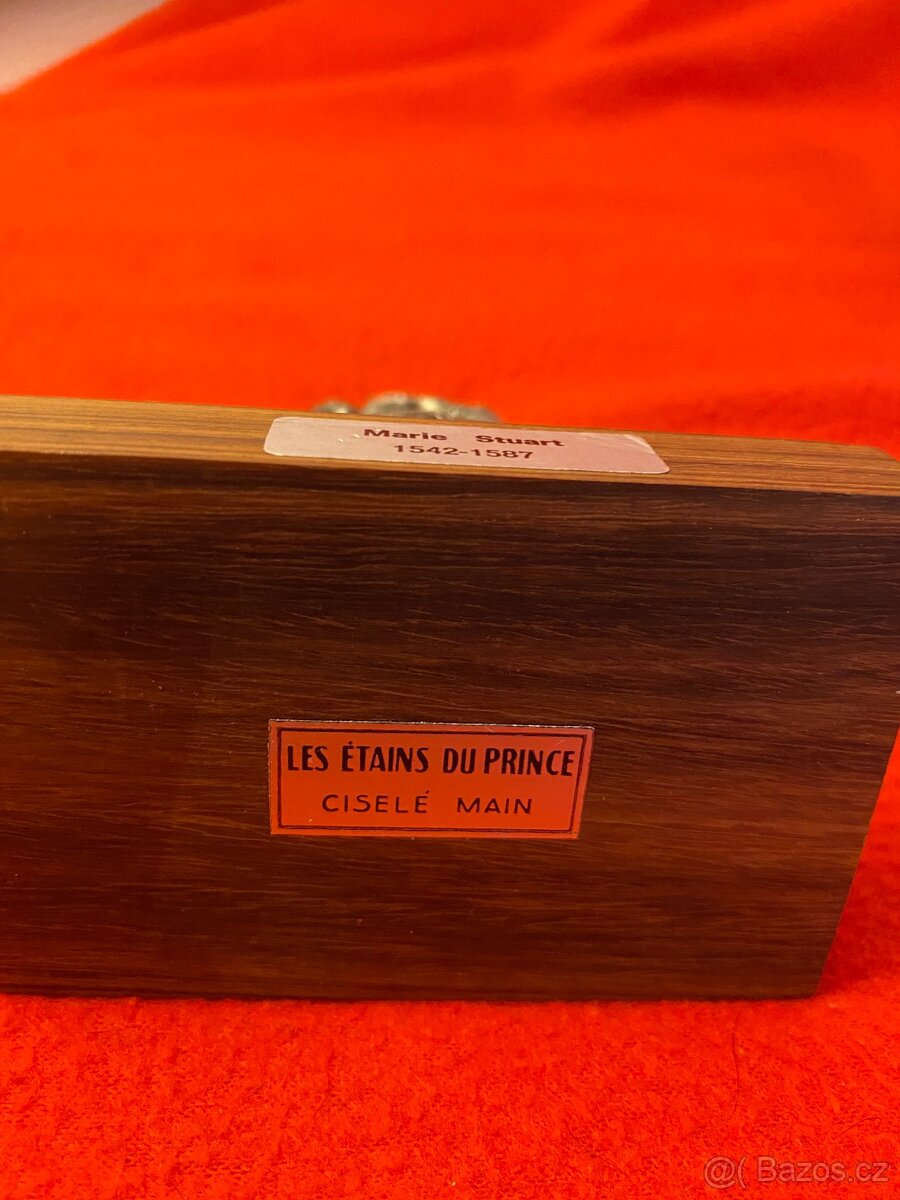 Marie Stuart
1542-1587
LES ÉTAINS DU PRINCE
CISELÉ MAIN
@( Bazos.cz